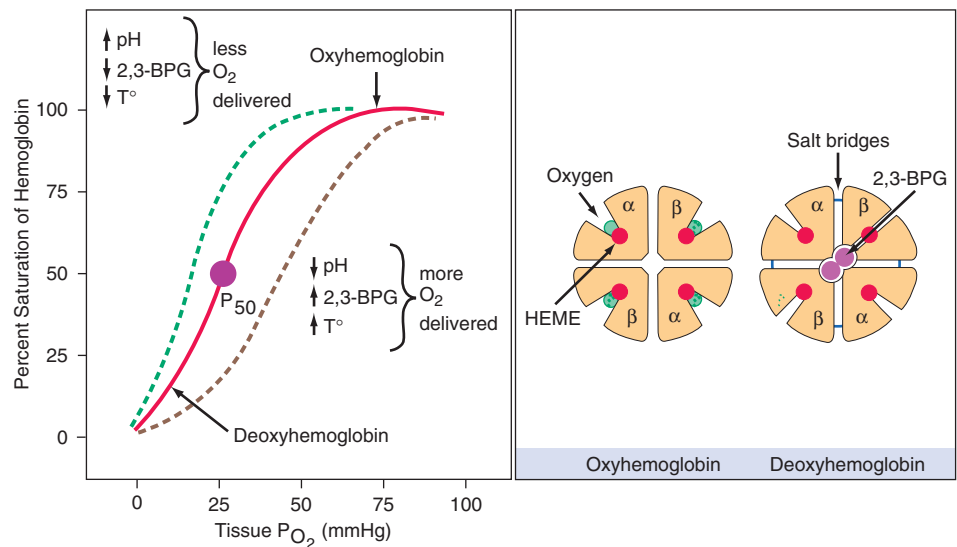 ↑ pH
↓ 2,3-BPG
↓ T°
less
O2
delivered
Oxyhemoglobin
Percent Saturation of Hemoglobin
100
75
50
25
0
P50
↓ pH
↑ 2,3-BPG
↑ T°
more
O2
delivered
Deoxyhemoglobin
0 25 50 75 100
Tissue PO2 (mmHg)
Salt bridges
Oxygen
2,3-BPG
α β
β α
HEME
α β
β α
Oxyhemoglobin Deoxyhemoglobin